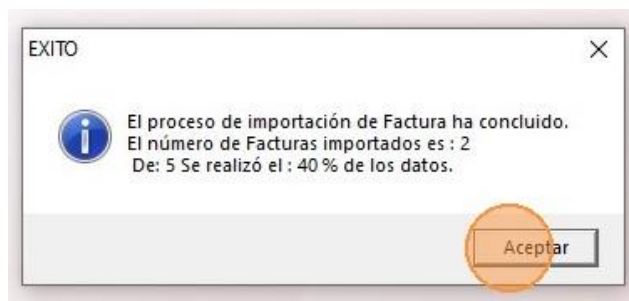 EXITO
El proceso de importación de Factura ha concluido.
El número de Facturas importados es : 2
De: 5 Se realizó el : 40 % de los datos.
Aceptar